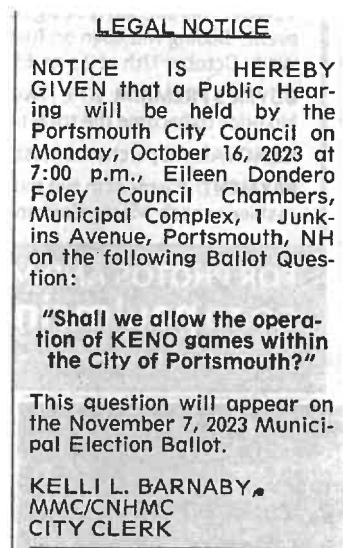 LEGAL NOTICE
NOTICE IS HEREBY
GIVEN that a Public Hear-
ing will be held by the
Portsmouth City Council on
Monday, October 16, 2023 at
7:00 p.m., Eileen Dondero
Foley Council Chambers,
Municipal Complex, 1 Junk-
ins Avenue, Portsmouth, NH
on the following Ballot Ques-
tion:
"Shall we allow the opera-
tion of KENO games within
the City of Portsmouth?"
This question will appear on
the November 7, 2023 Munici-
pal Election Ballot.
KELLI L. BARNABY,
MMC/CNHMC
CITY CLERK